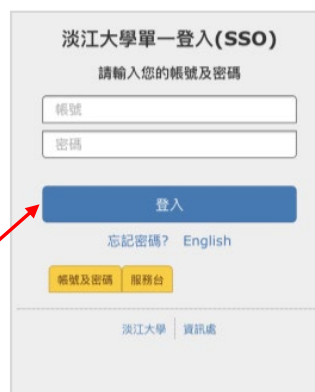 淡江大學單一登入(SSO)
請輸入您的帳號及密碼
帳號
密碼
登入
忘記密碼? English
帳號及密碼 服務台
淡江大學 資訊處